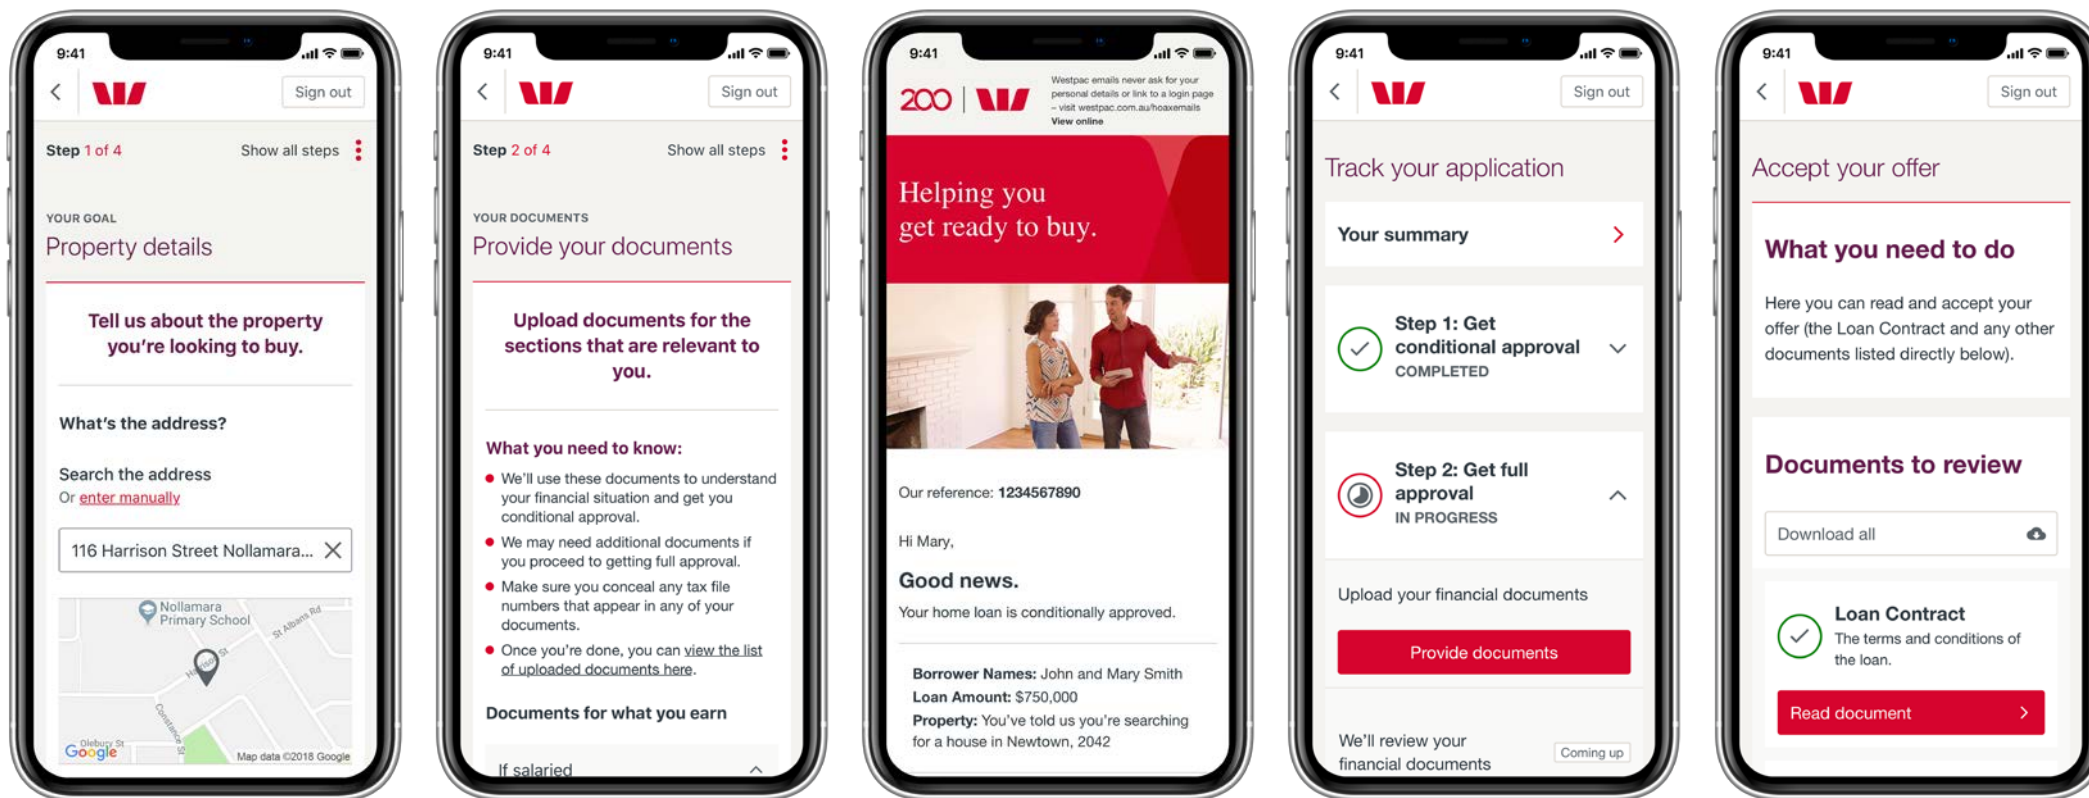 9:41
Sign out
Step 1 of 4
Show all steps
YOUR GOAL
Property details
Tell us about the property
you're looking to buy.
What's the address?
Search the address
Or enter manually
116 Harrison Street Nollamara...
Nollamara
Primary School
St Albans Rd
Harrison St
Constance St
Olebury St
Google
Map data ©2018 Google
9:41
Sign out
Step 2 of 4
Show all steps
YOUR DOCUMENTS
Provide your documents
Upload documents for the
sections that are relevant to
you.
What you need to know:
We'll use these documents to understand
your financial situation and get you
conditional approval.
We may need additional documents if
you proceed to getting full approval.
Make sure you conceal any tax file
numbers that appear in any of your
documents.
Once you're done, you can view the list
of uploaded documents here.
Documents for what you earn
If salaried
9:41
200
Westpac emails never ask for your
personal details or link to a login page
– visit westpac.com.au/hoaxemails
View online
Helping you
get ready to buy.
Our reference: 1234567890
Hi Mary,
Good news.
Your home loan is conditionally approved.
Borrower Names: John and Mary Smith
Loan Amount: $750,000
Property: You've told us you're searching
for a house in Newtown, 2042
9:41
Sign out
Track your application
Your summary
Step 1: Get
conditional approval
COMPLETED
Step 2: Get full
approval
IN PROGRESS
Upload your financial documents
Provide documents
We'll review your
financial documents
Coming up
9:41
Sign out
Accept your offer
What you need to do
Here you can read and accept your
offer (the Loan Contract and any other
documents listed directly below).
Documents to review
Download all
Loan Contract
The terms and conditions of
the loan.
Read document